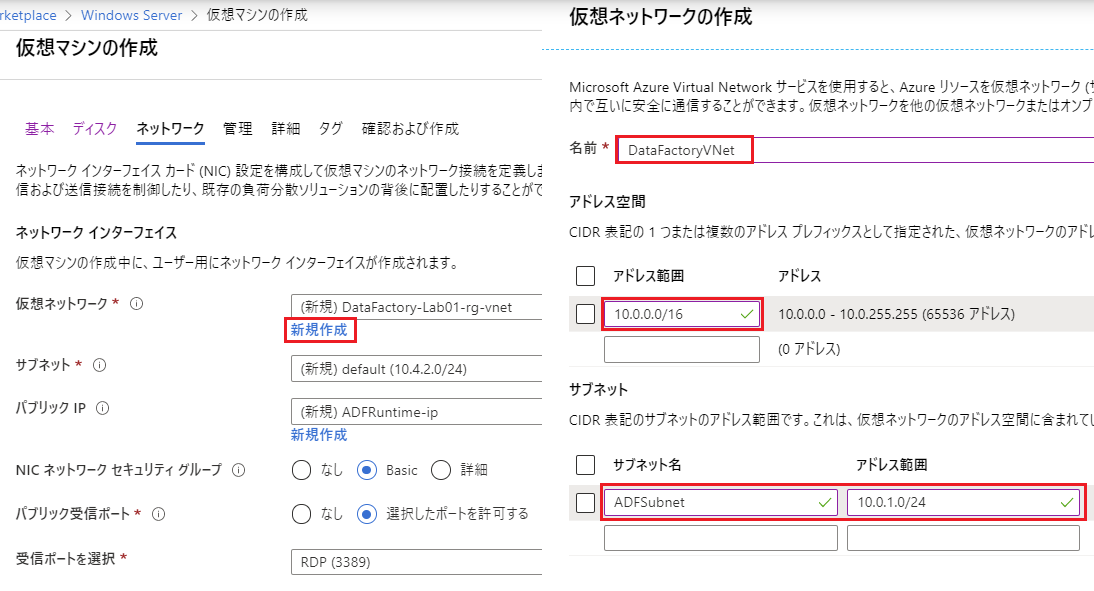 rketplace > Windows Server > 仮想マシンの作成
仮想マシンの作成
基本 ディスク ネットワーク 管理 詳細 タグ 確認および作成
ネットワーク インターフェイス カード (NIC) 設定を構成して仮想マシンのネットワーク接続を定義しま
信および送信接続を制御したり、既存の負荷分散ソリューションの背後に配置したりすることがで
ネットワーク インターフェイス
仮想マシンの作成中に、ユーザー用にネットワーク インターフェイスが作成されます。
仮想ネットワーク *
(新規) DataFactory-Lab01-rg-vnet
新規作成
サブネット *
(新規) default (10.4.2.0/24)
パブリック IP
(新規) ADFRuntime-ip
新規作成
NIC ネットワーク セキュリティ グループ
なし Basic 詳細
パブリック受信ポート *
なし 選択したポートを許可する
受信ポートを選択 *
RDP (3389)
仮想ネットワークの作成
Microsoft Azure Virtual Network サービスを使用すると、Azure リソースを仮想ネットワーク (サ
内で互いに安全に通信することができます。仮想ネットワークを他の仮想ネットワークまたはオンプ
名前 * DataFactoryVNet
アドレス空間
CIDR 表記の 1 つまたは複数のアドレス プレフィックスとして指定された、仮想ネットワークのアドレ
アドレス範囲 アドレス
10.0.0.0/16 10.0.0.0 - 10.0.255.255 (65536 アドレス)
(0 アドレス)
サブネット
CIDR 表記のサブネットのアドレス範囲です。これは、仮想ネットワークのアドレス空間に含まれてい
サブネット名 アドレス範囲
ADFSubnet 10.0.1.0/24